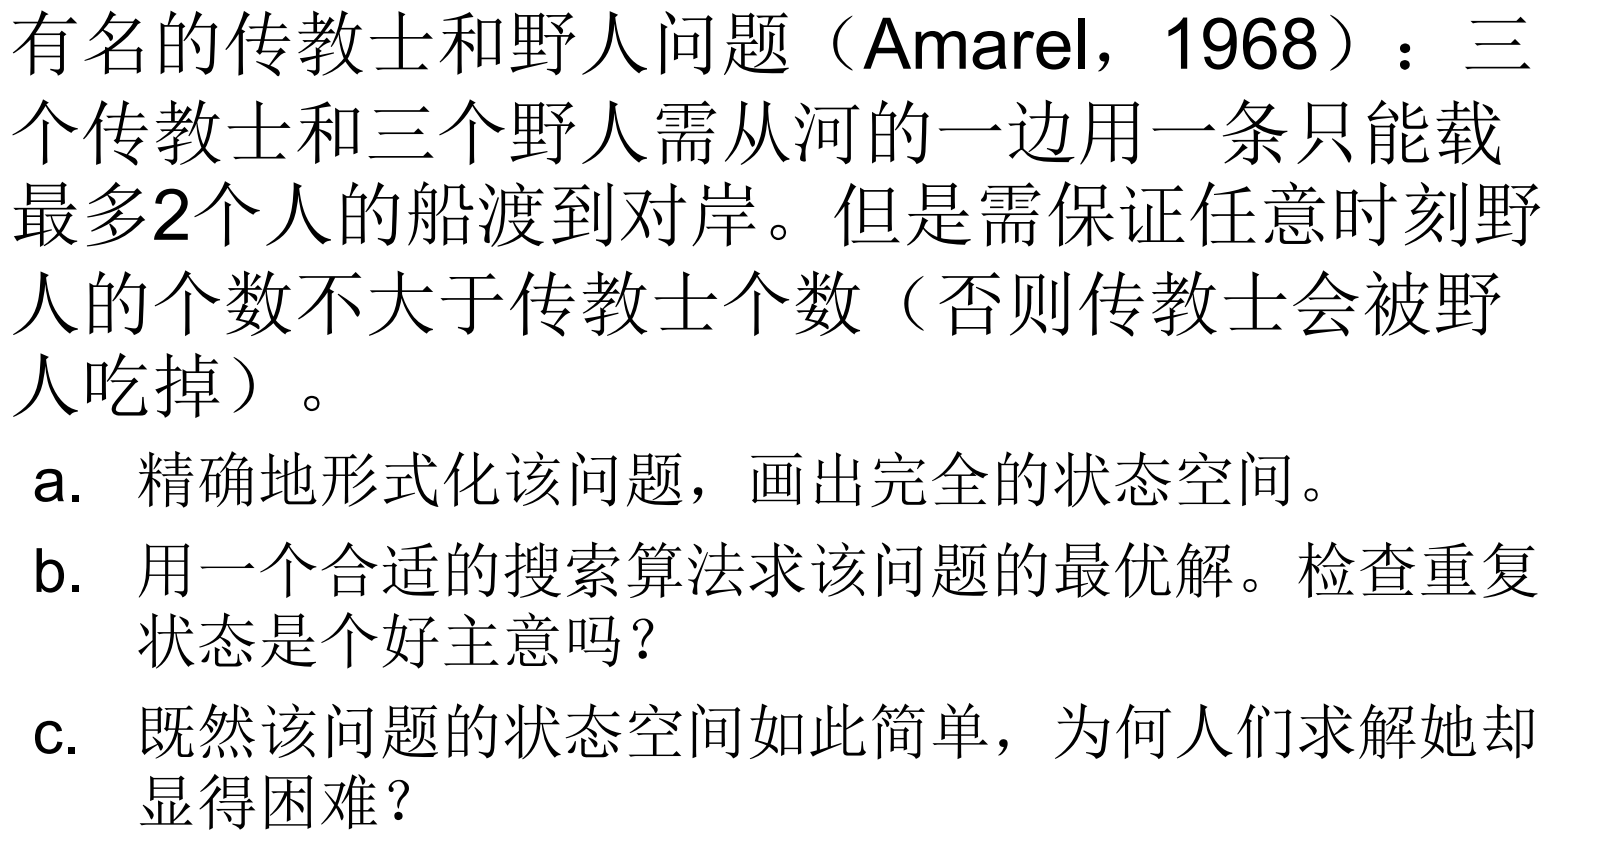 有名的传教士和野人问题（Amarel，1968）：三
个传教士和三个野人需从河的一边用一条只能载
最多2个人的船渡到对岸。但是需保证任意时刻野
人的个数不大于传教士个数（否则传教士会被野
人吃掉）。
a. 精确地形式化该问题，画出完全的状态空间。
b. 用一个合适的搜索算法求该问题的最优解。检查重复
状态是个好主意吗？
c. 既然该问题的状态空间如此简单，为何人们求解她却
显得困难？